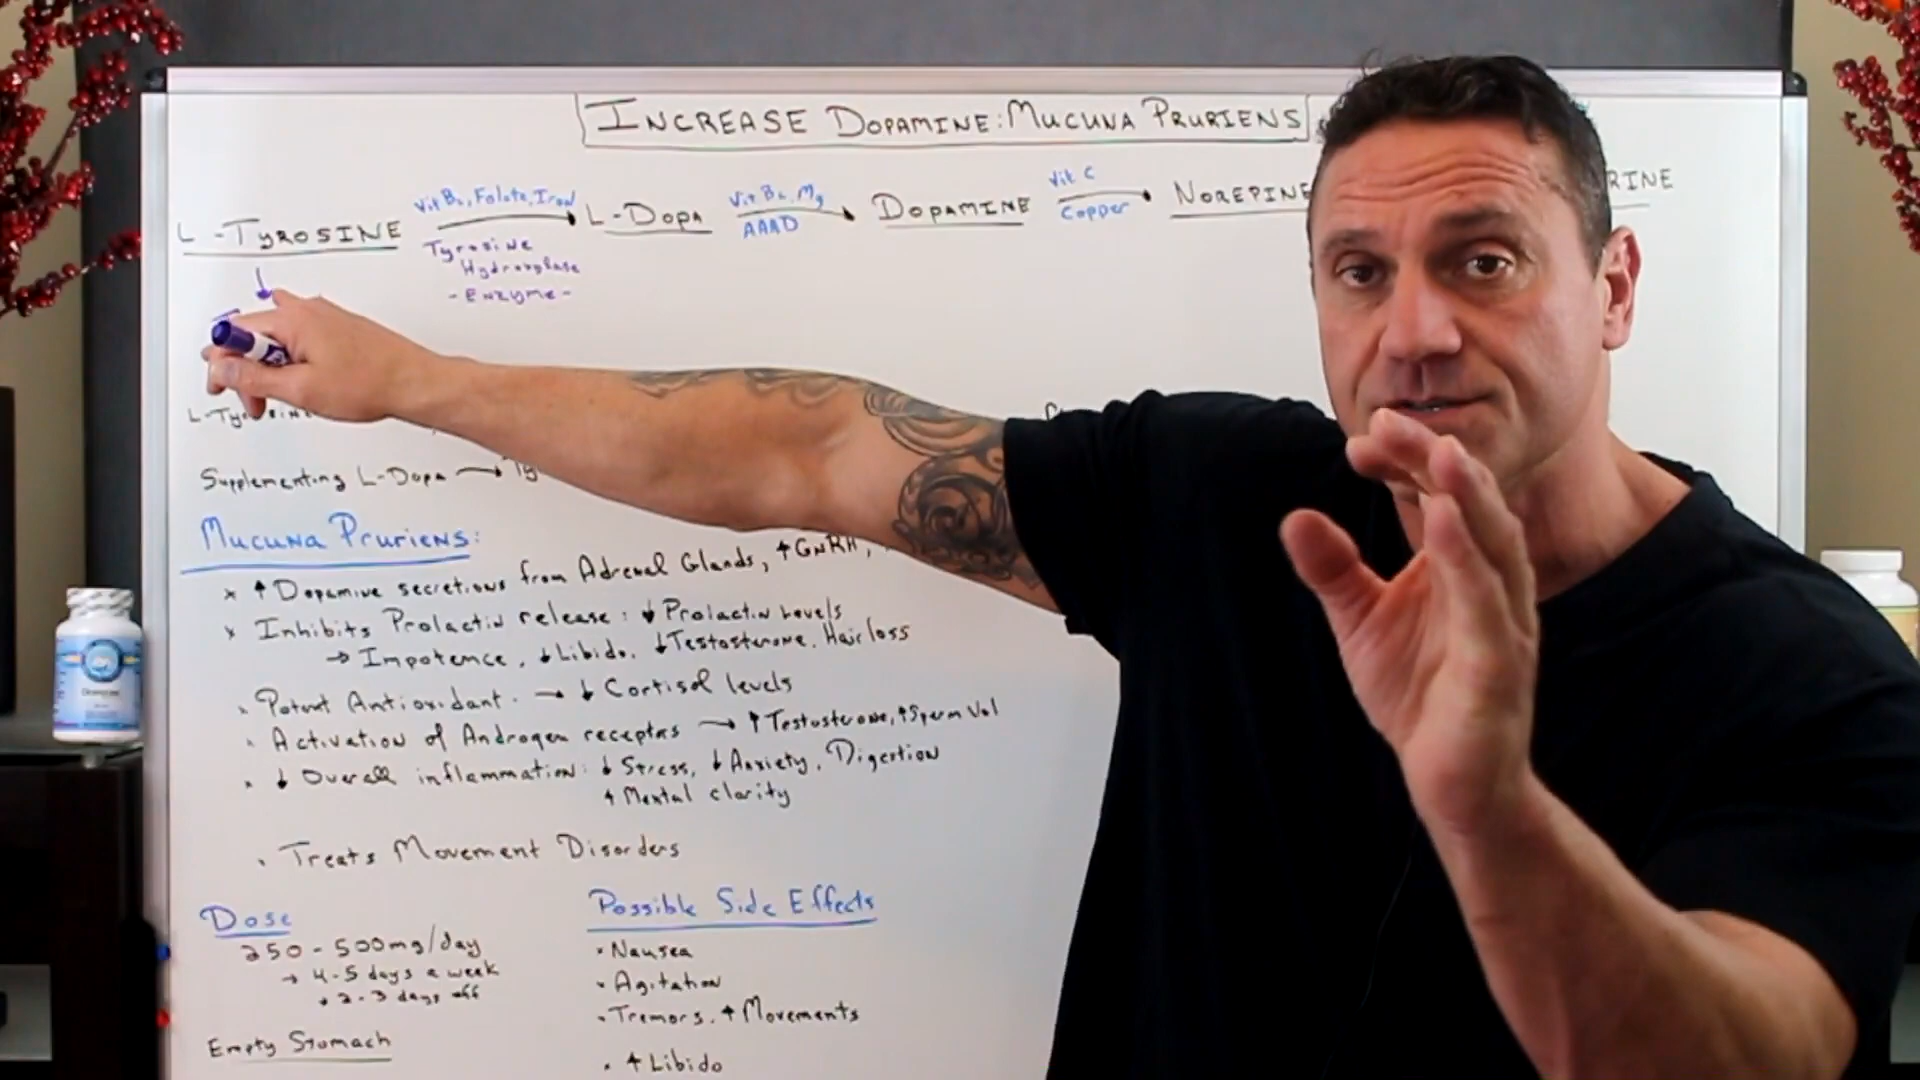 INCREASE DOPAMINE: MUCUNA PRURIENS
L-TYROSINE
Vit B6, Folate, Iron
Tyrosine
Hydroxylase
- Enzyme -
L-DOPA
Vit B6, Mg
AAAD
DOPAMINE
Vit C
Copper
NOREPINE
RINE
L-Tyrosine
Supplementing L-Dopa → Ty
Mucuna Pruriens:
× ↑ Dopamine secretions from Adrenal Glands, ↑ GnRH,
× Inhibits Prolactin release: ↓ Prolactin Levels
→ Impotence, ↓ Libido, ↓ Testosterone, Hair loss
Potent Antioxidant. → ↓ Cortisol levels
Activation of Androgen receptors → ↑ Testosterone, ↑ Sperm Vol
× ↓ Overall inflammation: ↓ Stress, ↓ Anxiety, Digestion
↑ Mental clarity
• Treats Movement Disorders
Dose
250 - 500mg/day
→ 4-5 days a week
→ 2-3 days off
Empty Stomach
Possible Side Effects
• Nausea
× Agitation
• Tremors, ↑ Movements
• ↑ Libido